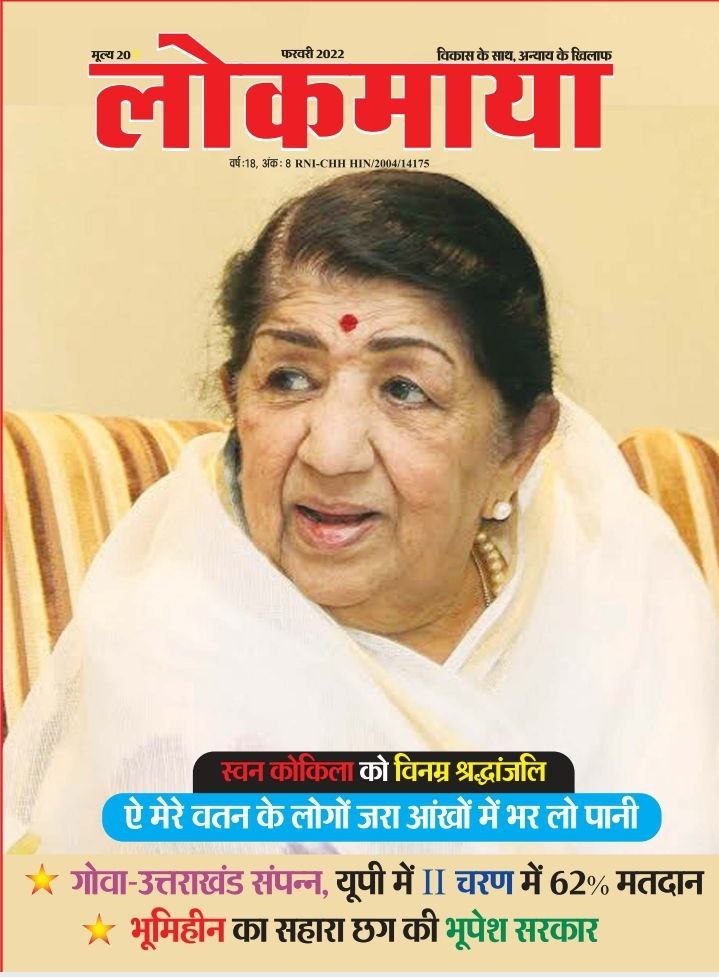 मूल्य 20
फरवरी 2022
विकास के साथ, अन्याय के खिलाफ
लोकमाया
वर्ष:18, अंक: 8 RNI-CHH HIN/2004/14175
स्वन कोकिला को विनम्र श्रद्धांजलि
ऐ मेरे वतन के लोगों जरा आंखों में भर लो पानी
गोवा-उत्तराखंड संपन्न, यूपी में II चरण में 62% मतदान
भूमिहीन का सहारा छग की भूपेश सरकार